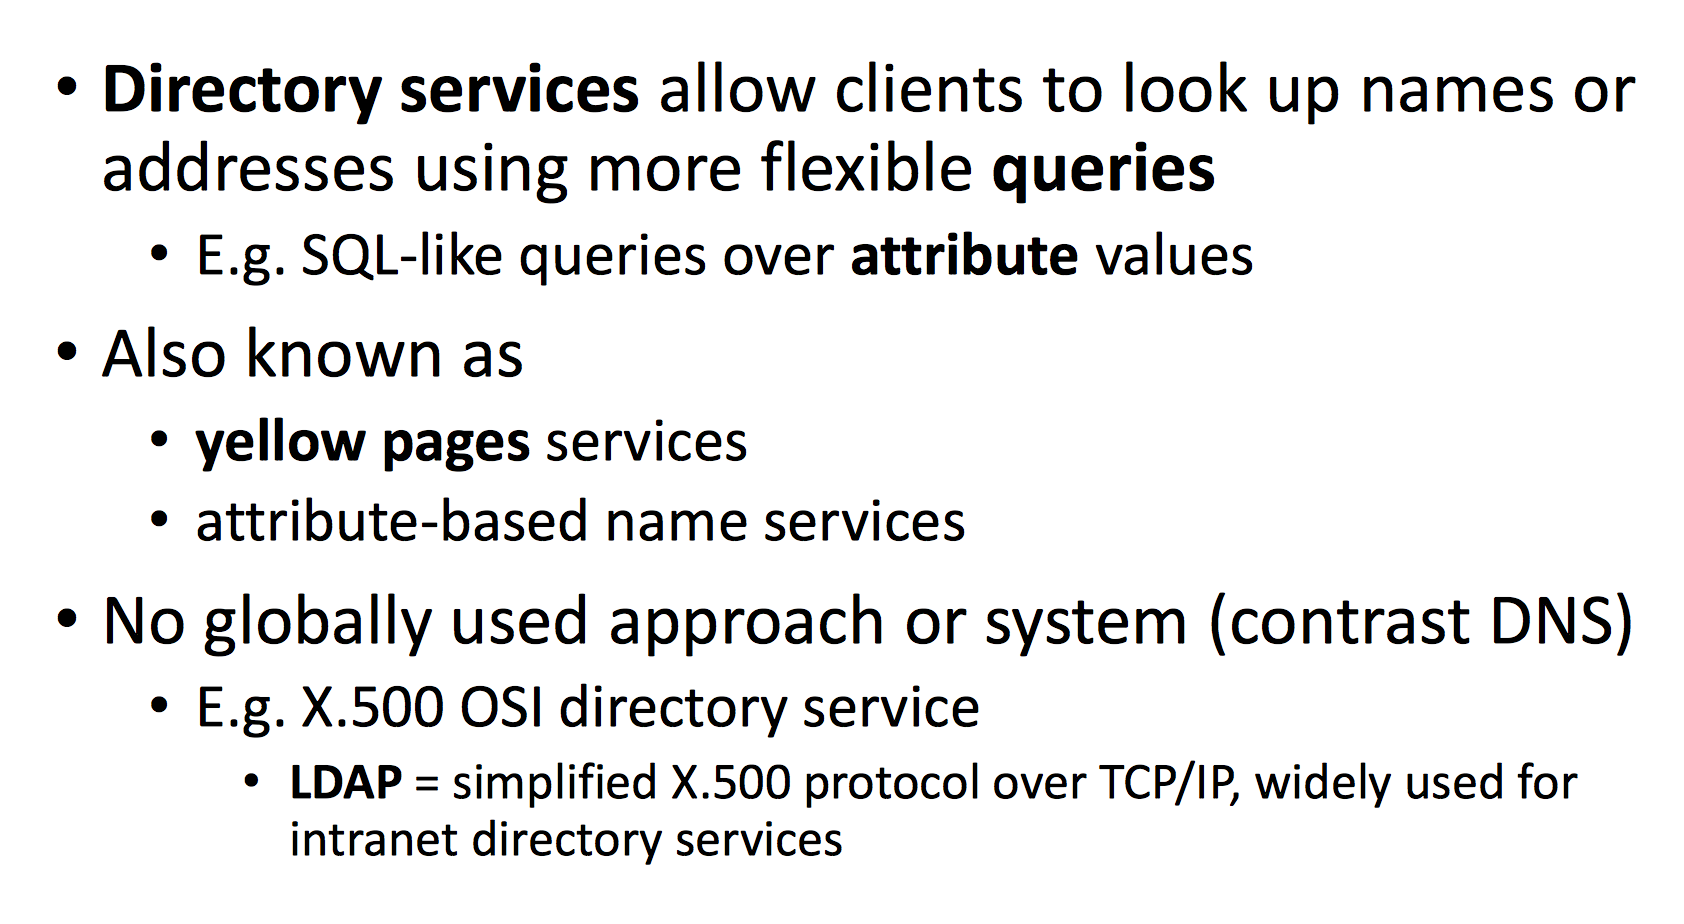 • Directory services allow clients to look up names or
addresses using more flexible queries
• E.g. SQL-like queries over attribute values
• Also known as
• yellow pages services
• attribute-based name services
• No globally used approach or system (contrast DNS)
• E.g. X.500 OSI directory service
• LDAP = simplified X.500 protocol over TCP/IP, widely used for
intranet directory services